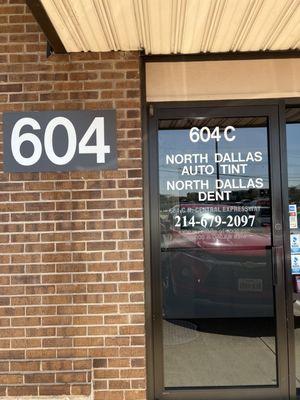 604
604 C
NORTH DALLAS
AUTO TINT
NORTH DALLAS
DENT
N. CENTRAL EXPRESSWAY
214-679-2097